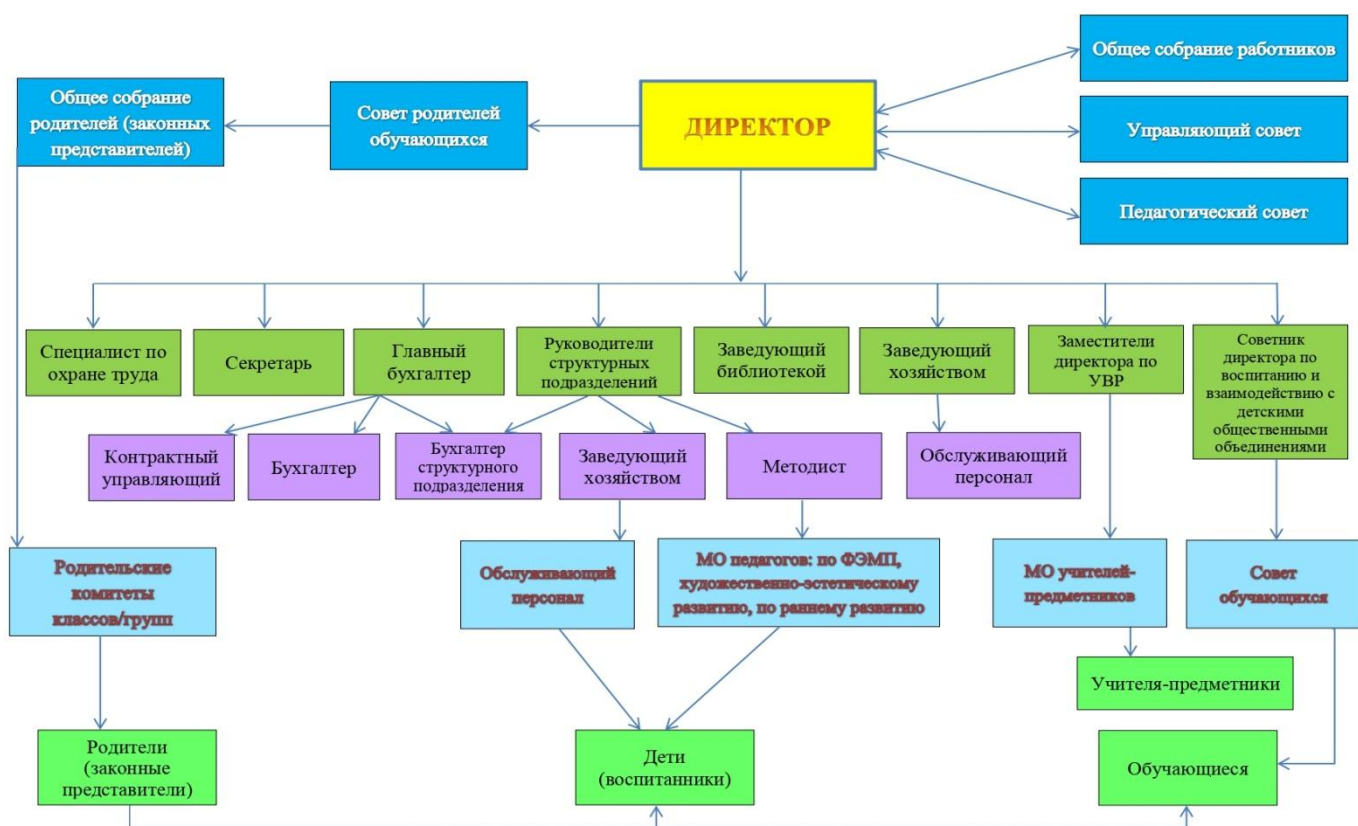 Общее собрание
родителей (законных
представителей)
Совет родителей
обучающихся
ДИРЕКТОР
Общее собрание работников
Управляющий совет
Педагогический совет
Специалист по
охране труда
Секретарь
Главный
бухгалтер
Руководители
структурных
подразделений
Заведующий
библиотекой
Заведующий
хозяйством
Заместители
директора по
УВР
Советник
директора по
воспитанию и
взаимодействию с
детскими
общественными
объединениями
Контрактный
управляющий
Бухгалтер
Бухгалтер
структурного
подразделения
Заведующий
хозяйством
Методист
Обслуживающий
персонал
Родительские
комитеты
классов/групп
Обслуживающий
персонал
МО педагогов: по ФЭМП,
художественно-эстетическому
развитию, по раннему развитию
МО учителей-
предметников
Совет
обучающихся
Учителя-предметники
Родители
(законные
представители)
Дети
(воспитанники)
Обучающиеся